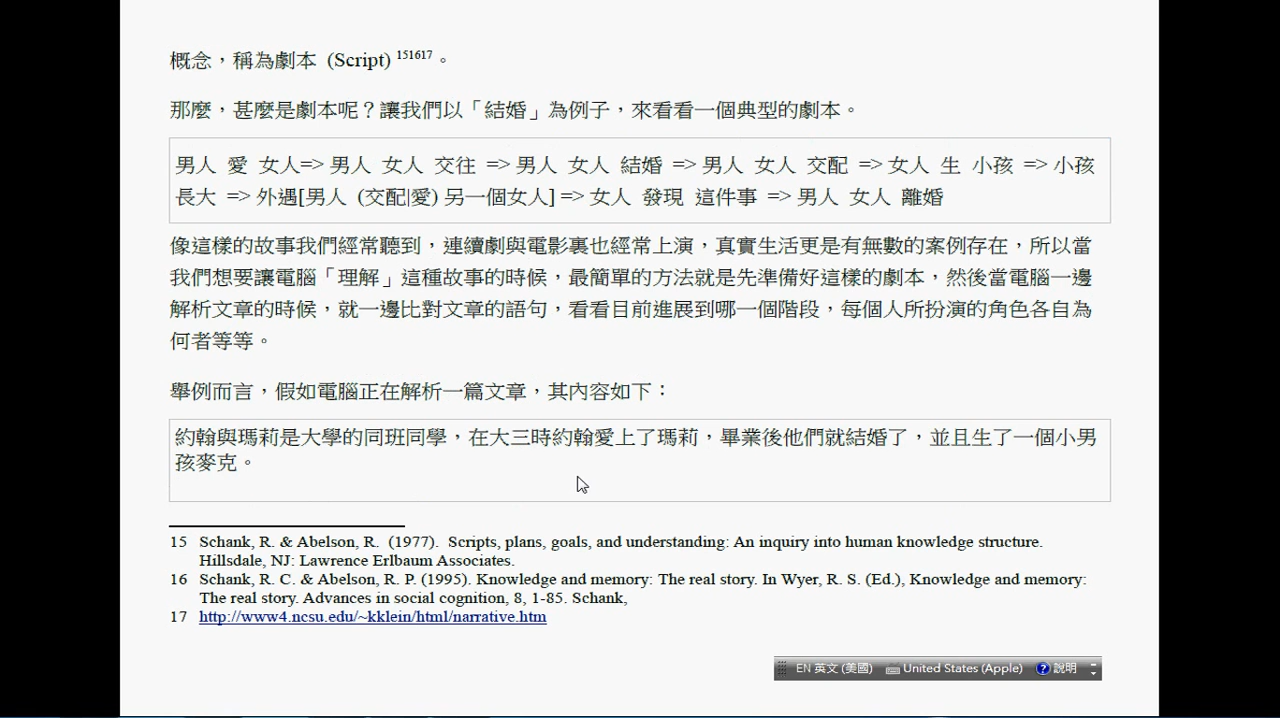 概念，稱為劇本 (Script) 151617。
那麼，甚麼是劇本呢？讓我們以「結婚」為例子，來看看一個典型的劇本。
男人 愛 女人=> 男人 女人 交往 => 男人 女人 結婚 => 男人 女人 交配 => 女人 生 小孩 => 小孩
長大 => 外遇[男人 (交配|愛) 另一個女人] => 女人 發現 這件事 => 男人 女人 離婚
像這樣的故事我們經常聽到，連續劇與電影裏也經常上演，真實生活更是有無數的案例存在，所以當
我們想要讓電腦「理解」這種故事的時候，最簡單的方法就是先準備好這樣的劇本，然後當電腦一邊
解析文章的時候，就一邊比對文章的語句，看看目前進展到哪一個階段，每個人所扮演的角色各自為
何者等等。
舉例而言，假如電腦正在解析一篇文章，其內容如下：
約翰與瑪莉是大學的同班同學，在大三時約翰愛上了瑪莉，畢業後他們就結婚了，並且生了一個小男
孩麥克。
15 Schank, R. & Abelson, R. (1977). Scripts, plans, goals, and understanding: An inquiry into human knowledge structure.
Hillsdale, NJ: Lawrence Erlbaum Associates.
16 Schank, R. C. & Abelson, R. P. (1995). Knowledge and memory: The real story. In Wyer, R. S. (Ed.), Knowledge and memory:
The real story. Advances in social cognition, 8, 1-85. Schank,
17 http://www4.ncsu.edu/~kklein/html/narrative.htm
EN 英文 (美國) United States (Apple) ? 說明